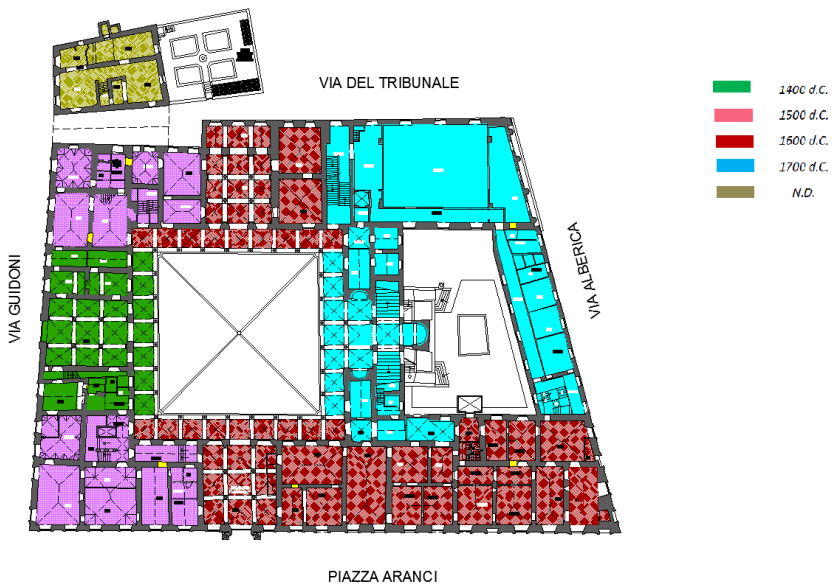 VIA DEL TRIBUNALE
1400 d.C.
1500 d.C.
1600 d.C.
1700 d.C.
N.D.
VIA GUIDONI
VIA ALBERICA
PIAZZA ARANCI